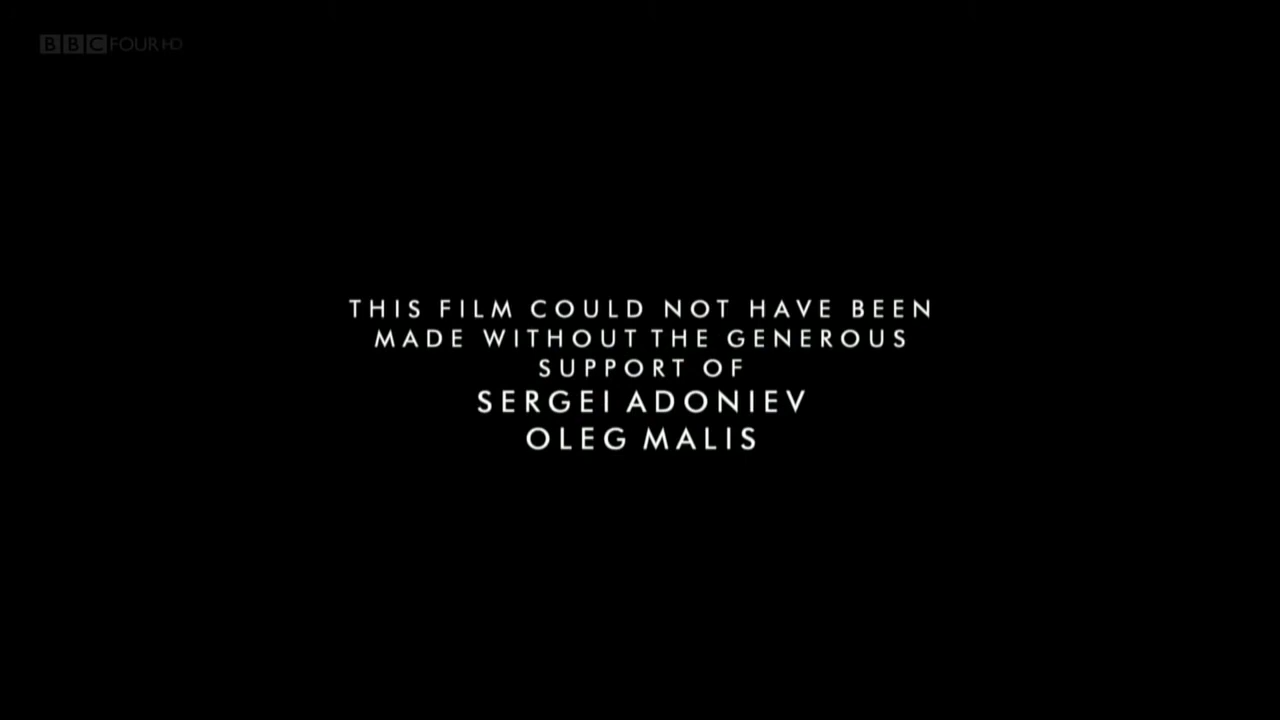 BBC FOUR HD
THIS FILM COULD NOT HAVE BEEN
MADE WITHOUT THE GENEROUS
SUPPORT OF
SERGEI ADONIEV
OLEG MALIS